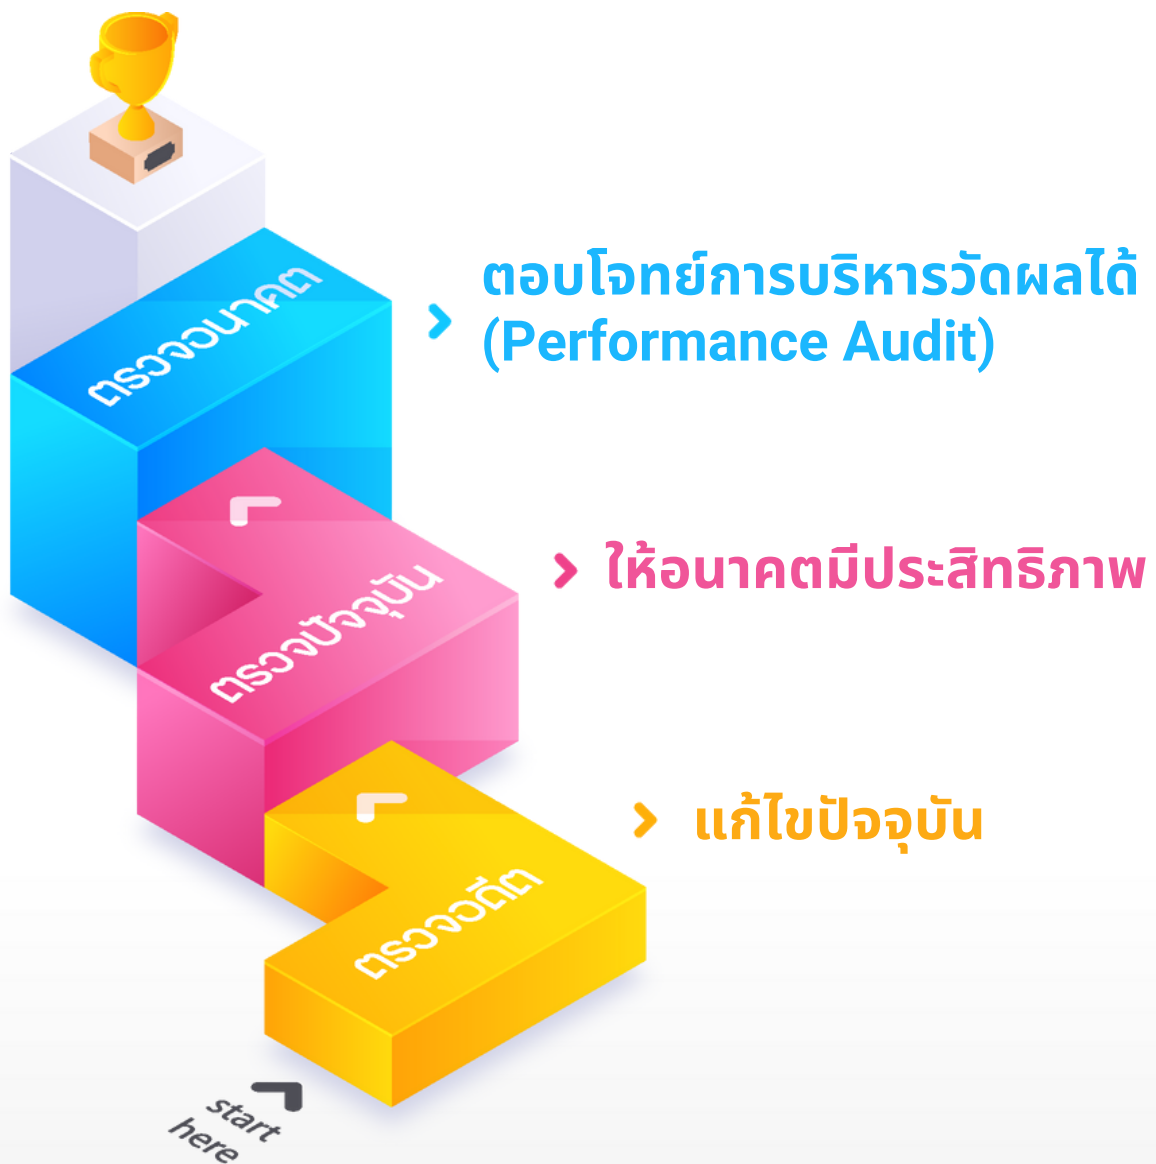 ตรวจอนาคต
ตอบโจทย์การบริหารวัดผลได้
(Performance Audit)
ตรวจปัจจุบัน
ให้อนาคตมีประสิทธิภาพ
ตรวจอดีต
แก้ไขปัจจุบัน
start
here